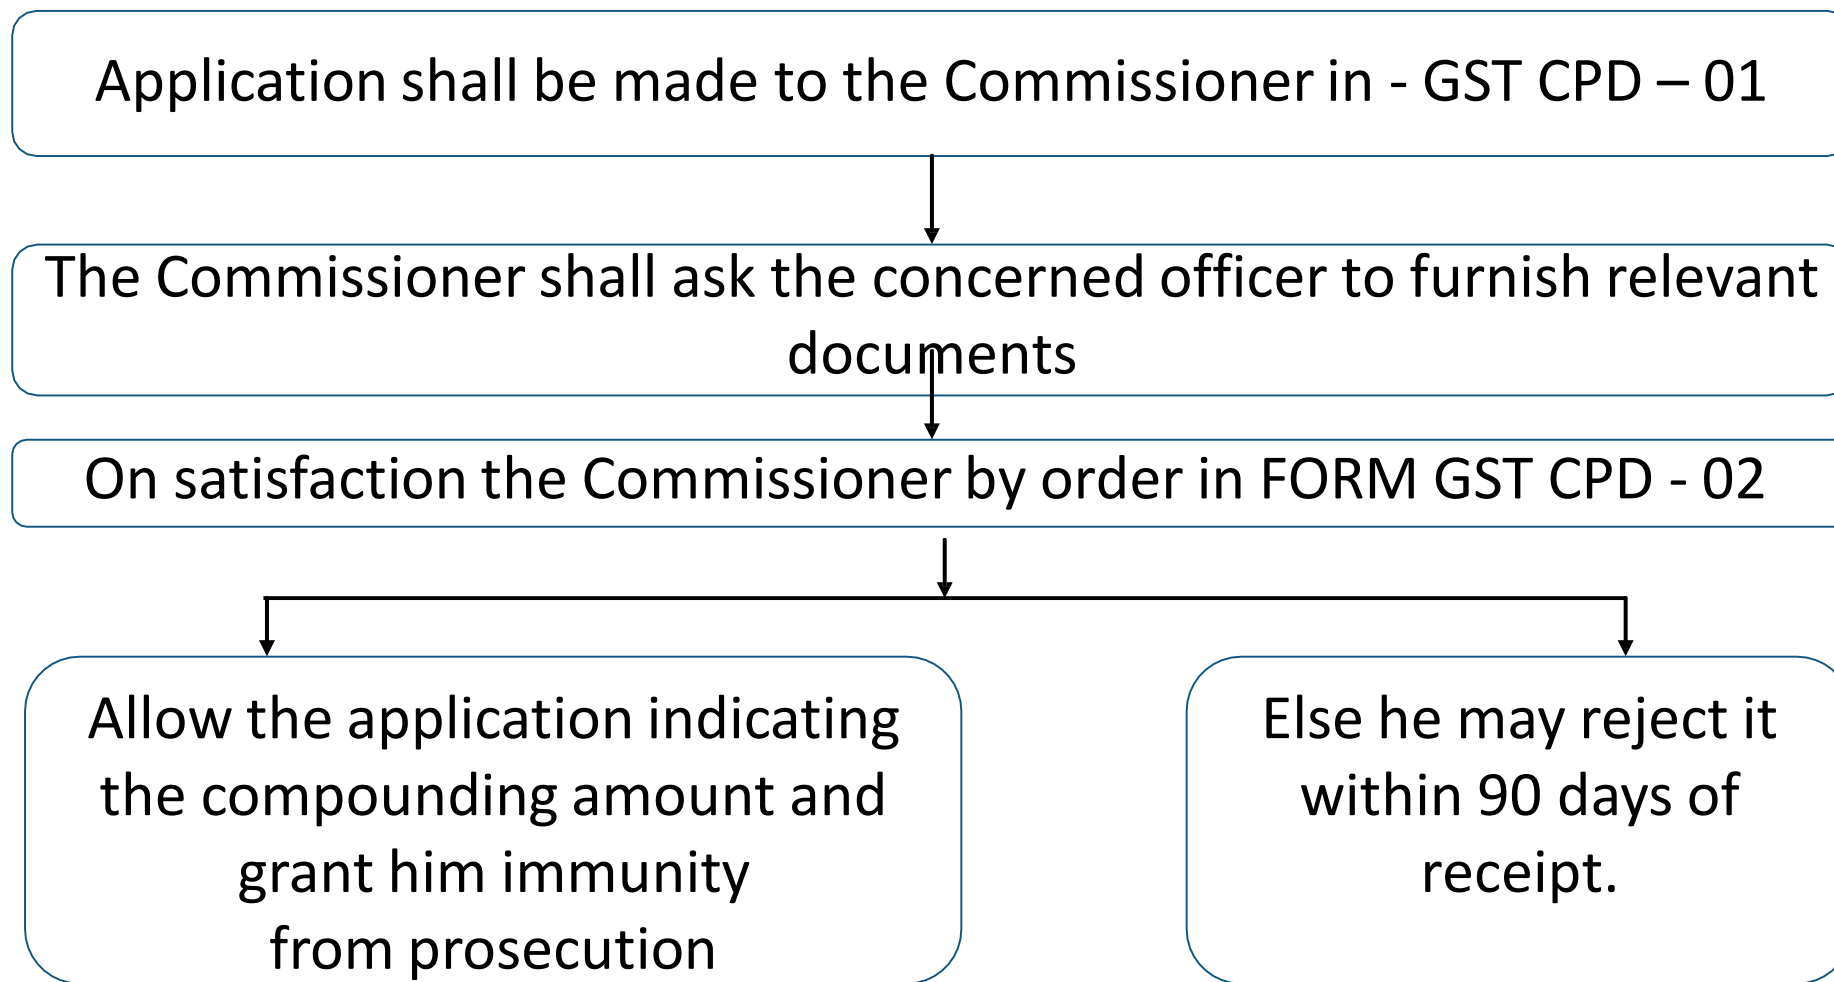 Application shall be made to the Commissioner in - GST CPD – 01
The Commissioner shall ask the concerned officer to furnish relevant
documents
On satisfaction the Commissioner by order in FORM GST CPD - 02
Allow the application indicating
the compounding amount and
grant him immunity
from prosecution
Else he may reject it
within 90 days of
receipt.